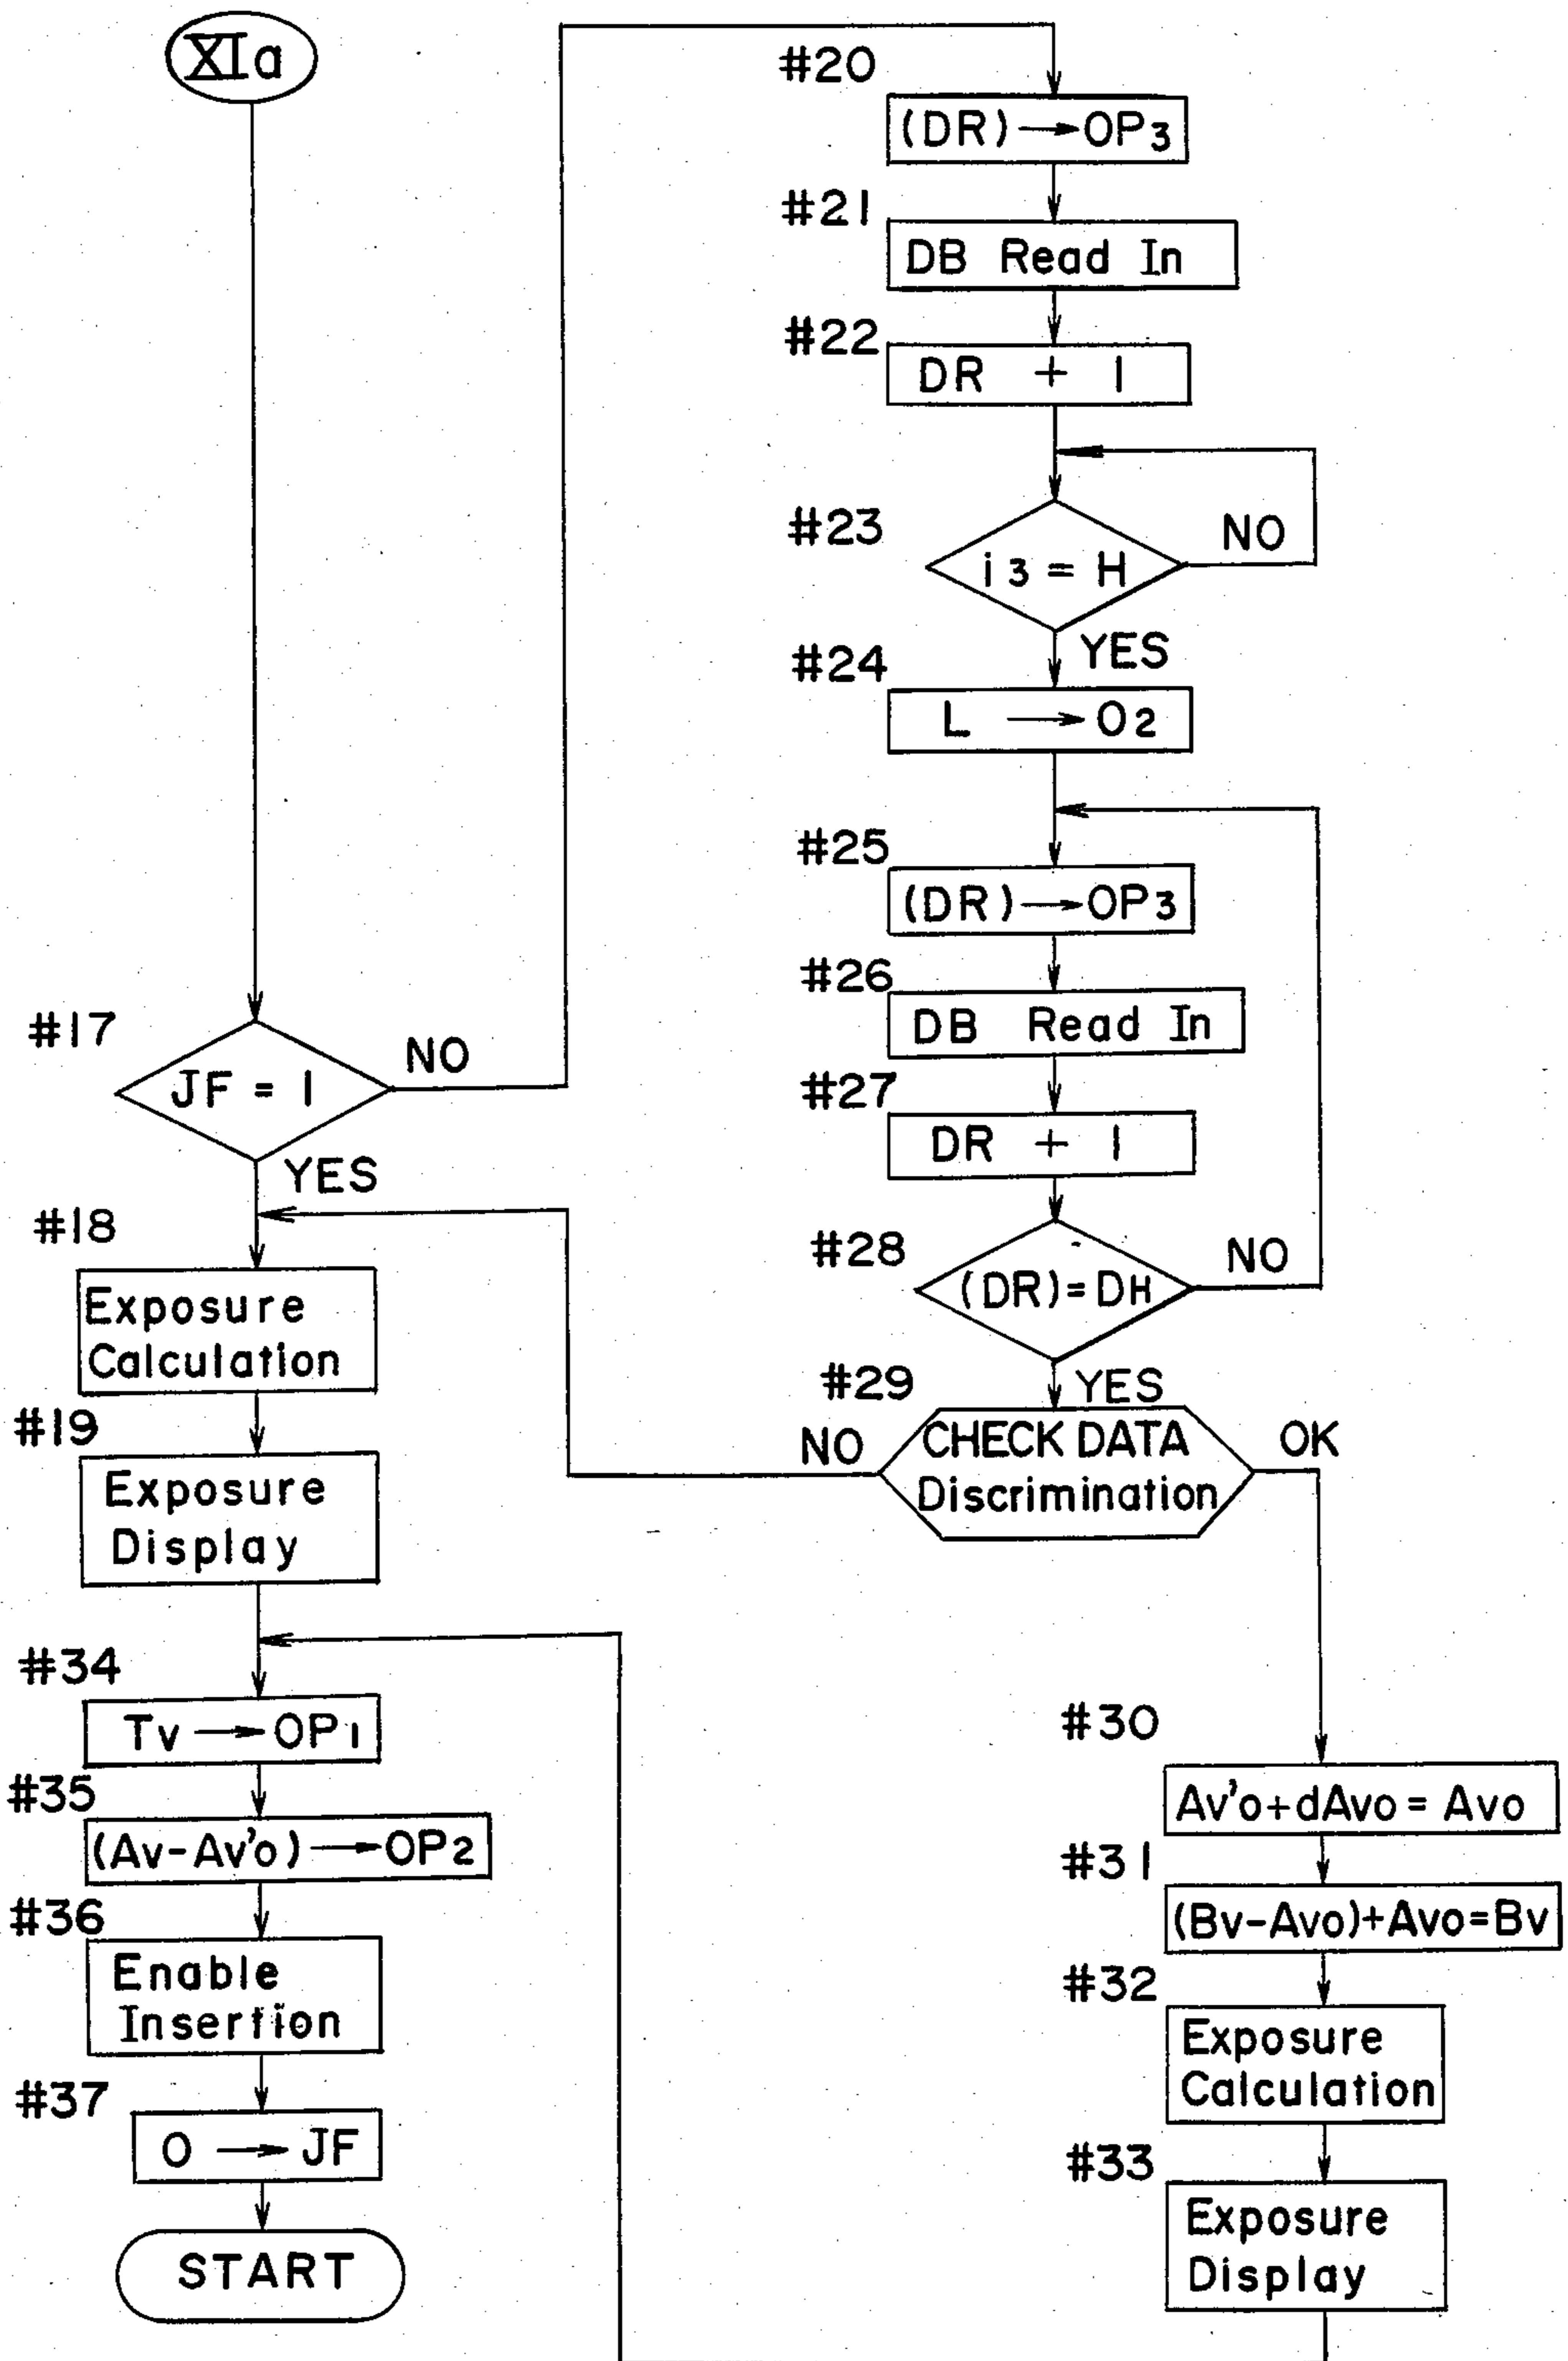 XIa
#17
JF = 1
NO
YES
#18
Exposure
Calculation
#19
Exposure
Display
#34
Tv → OP1
#35
(Av-Av'o) → OP2
#36
Enable
Insertion
#37
0 → JF
START
#20
(DR) → OP3
#21
DB Read In
#22
DR + 1
#23
i3 = H
NO
YES
#24
L → O2
#25
(DR) → OP3
#26
DB Read In
#27
DR + 1
#28
(DR)=DH
NO
YES
#29
NO
CHECK DATA
Discrimination
OK
#30
Av'o+dAvo = Avo
#31
(Bv-Avo)+Avo=Bv
#32
Exposure
Calculation
#33
Exposure
Display